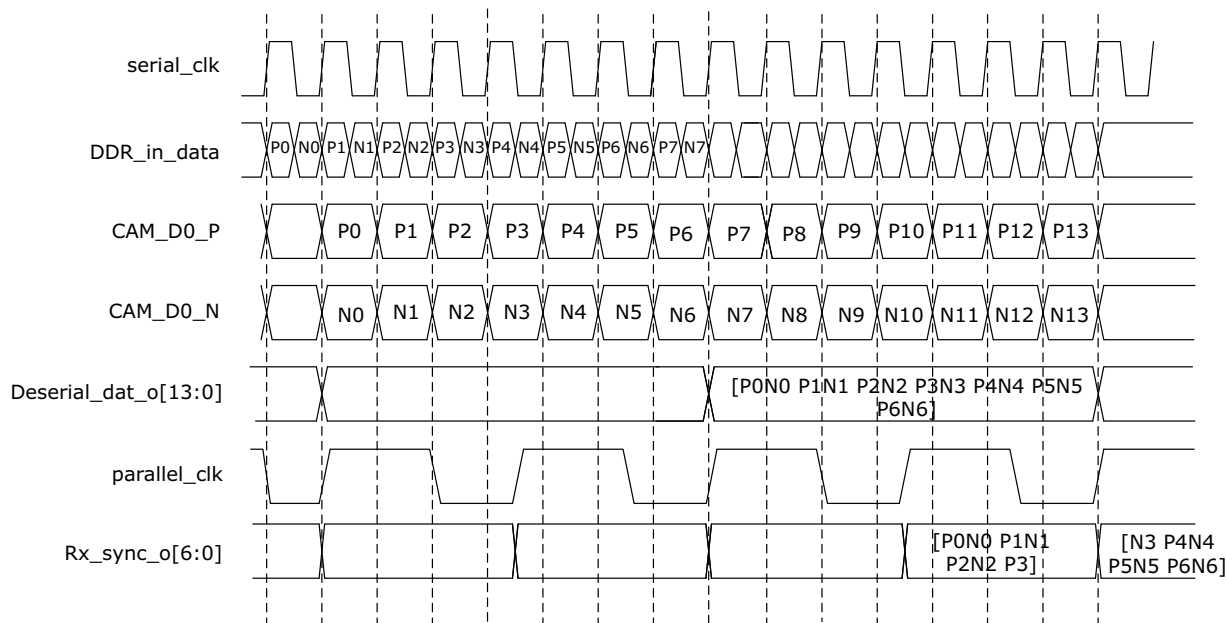 serial_clk
DDR_in_data
P0 N0 P1 N1 P2 N2 P3 N3 P4 N4 P5 N5 P6 N6 P7 N7
CAM_D0_P
P0 P1 P2 P3 P4 P5 P6 P7 P8 P9 P10 P11 P12 P13
CAM_D0_N
N0 N1 N2 N3 N4 N5 N6 N7 N8 N9 N10 N11 N12 N13
Deserial_dat_o[13:0]
[P0N0 P1N1 P2N2 P3N3 P4N4 P5N5
P6N6]
parallel_clk
Rx_sync_o[6:0]
[P0N0 P1N1
P2N2 P3]
[N3 P4N4
P5N5 P6N6]